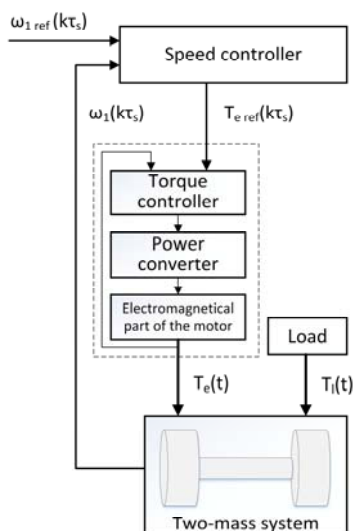 ω₁ ref (kτₛ)
Speed controller
ω₁(kτₛ)
Tₑ ref(kτₛ)
Torque
controller
Power
converter
Electromagnetical
part of the motor
Load
Tₑ(t)
Tₗ(t)
Two-mass system